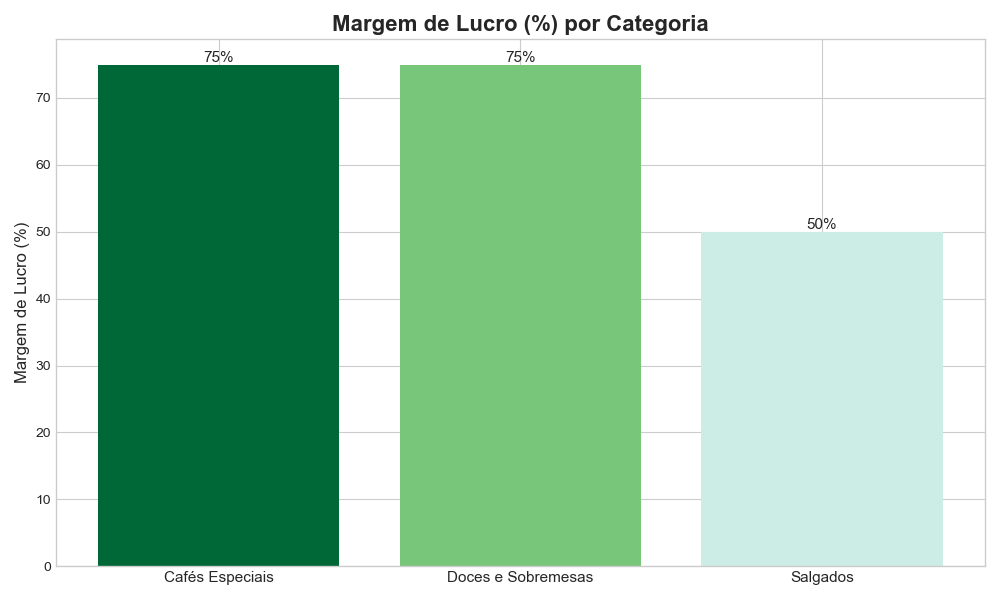 Margem de Lucro (%) por Categoria
Margem de Lucro (%)
70
60
50
40
30
20
10
0
75%
75%
50%
Cafés Especiais
Doces e Sobremesas
Salgados